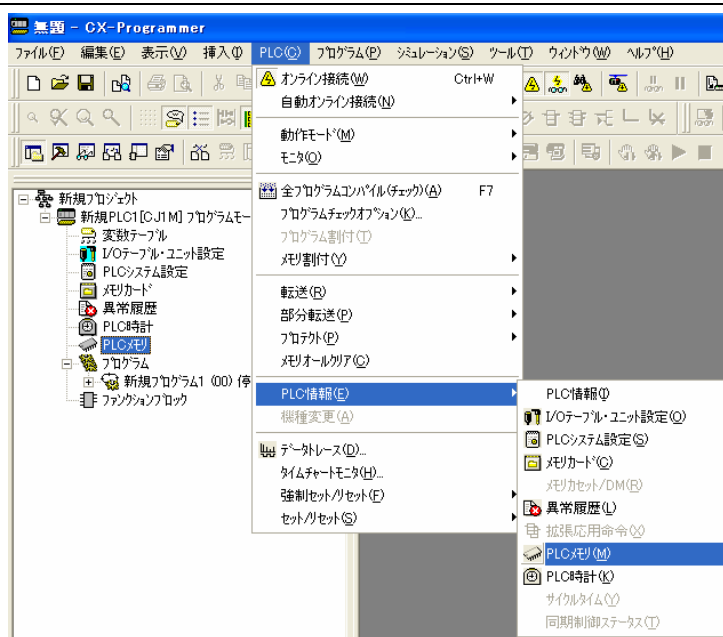 無題 - CX-Programmer
ﾌｧｲﾙ(F) 編集(E) 表示(V) 挿入(I) PLC(C) ﾌﾟﾛｸﾞﾗﾑ(P) ｼﾐｭﾚｰｼｮﾝ(S) ﾂｰﾙ(T) ｳｨﾝﾄﾞｳ(W) ﾍﾙﾌﾟ(H)
新規ﾌﾟﾛｼﾞｪｸﾄ
新規PLC1[CJ1M] ﾌﾟﾛｸﾞﾗﾑﾓｰ
変数ﾃｰﾌﾞﾙ
I/Oﾃｰﾌﾞﾙ･ﾕﾆｯﾄ設定
PLCｼｽﾃﾑ設定
ﾒﾓﾘｶｰﾄﾞ
異常履歴
PLC時計
PLCﾒﾓﾘ
ﾌﾟﾛｸﾞﾗﾑ
新規ﾌﾟﾛｸﾞﾗﾑ1 (00) 停
ﾌｧﾝｸｼｮﾝﾌﾞﾛｯｸ
ｵﾝﾗｲﾝ接続(W) Ctrl+W
自動ｵﾝﾗｲﾝ接続(N)
動作ﾓｰﾄﾞ(M)
ﾓﾆﾀ(O)
全ﾌﾟﾛｸﾞﾗﾑｺﾝﾊﾟｲﾙ(ﾁｪｯｸ)(A) F7
ﾌﾟﾛｸﾞﾗﾑﾁｪｯｸｵﾌﾟｼｮﾝ(K)...
ﾌﾟﾛｸﾞﾗﾑ割付(T)
ﾒﾓﾘ割付(Y)
転送(R)
部分転送(P)
ﾌﾟﾛﾃｸﾄ(P)
ﾒﾓﾘｵｰﾙｸﾘｱ(C)
PLC情報(E)
機種変更(A)
ﾃﾞｰﾀﾄﾚｰｽ(D)...
ﾀｲﾑﾁｬｰﾄﾓﾆﾀ(H)...
強制ｾｯﾄ/ﾘｾｯﾄ(F)
ｾｯﾄ/ﾘｾｯﾄ(S)
PLC情報(I)
I/Oﾃｰﾌﾞﾙ･ﾕﾆｯﾄ設定(O)
PLCｼｽﾃﾑ設定(S)
ﾒﾓﾘｶｰﾄﾞ(C)
ﾒﾓﾘｶｾｯﾄ/DM(R)
異常履歴(L)
拡張応用命令(X)
PLCﾒﾓﾘ(M)
PLC時計(K)
ｻｲｸﾙﾀｲﾑ(Y)
同期制御ｽﾃｰﾀｽ(T)